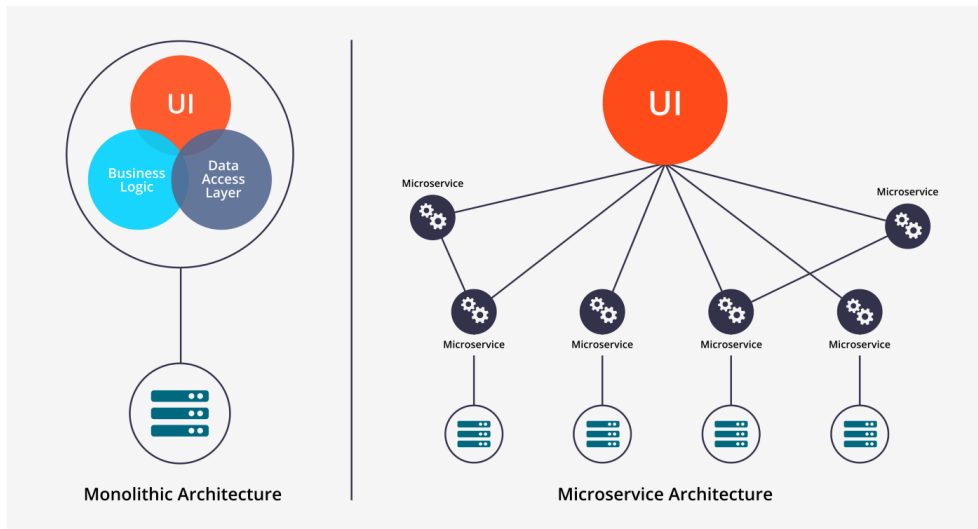 UI
Business
Logic
Data
Access
Layer
Monolithic Architecture
UI
Microservice
Microservice
Microservice
Microservice
Microservice
Microservice
Microservice Architecture